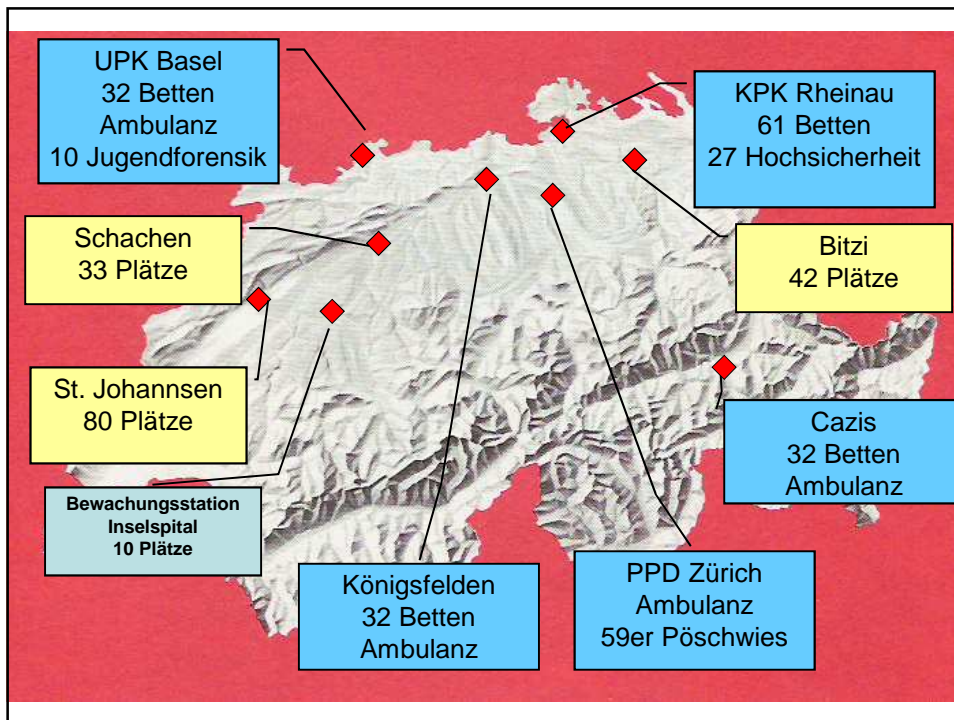 UPK Basel
32 Betten
Ambulanz
10 Jugendforensik
KPK Rheinau
61 Betten
27 Hochsicherheit
Schachen
33 Plätze
Bitzi
42 Plätze
St. Johannsen
80 Plätze
Cazis
32 Betten
Ambulanz
Bewachungsstation
Inselspital
10 Plätze
Königsfelden
32 Betten
Ambulanz
PPD Zürich
Ambulanz
59er Pöschwies